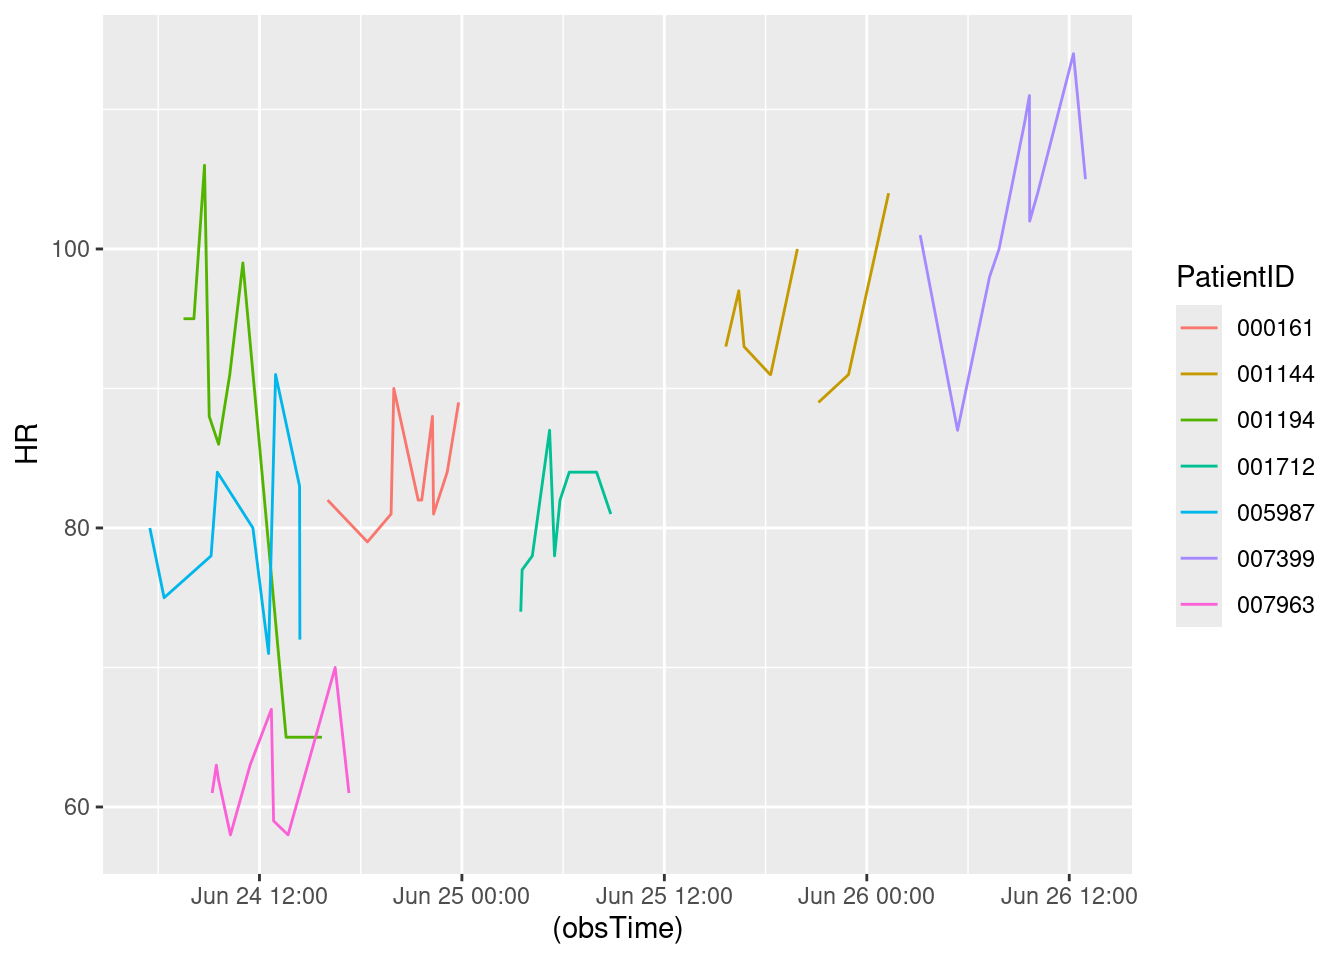 HR
100
80
60
Jun 24 12:00
Jun 25 00:00
Jun 25 12:00
Jun 26 00:00
Jun 26 12:00
(obsTime)
PatientID
000161
001144
001194
001712
005987
007399
007963